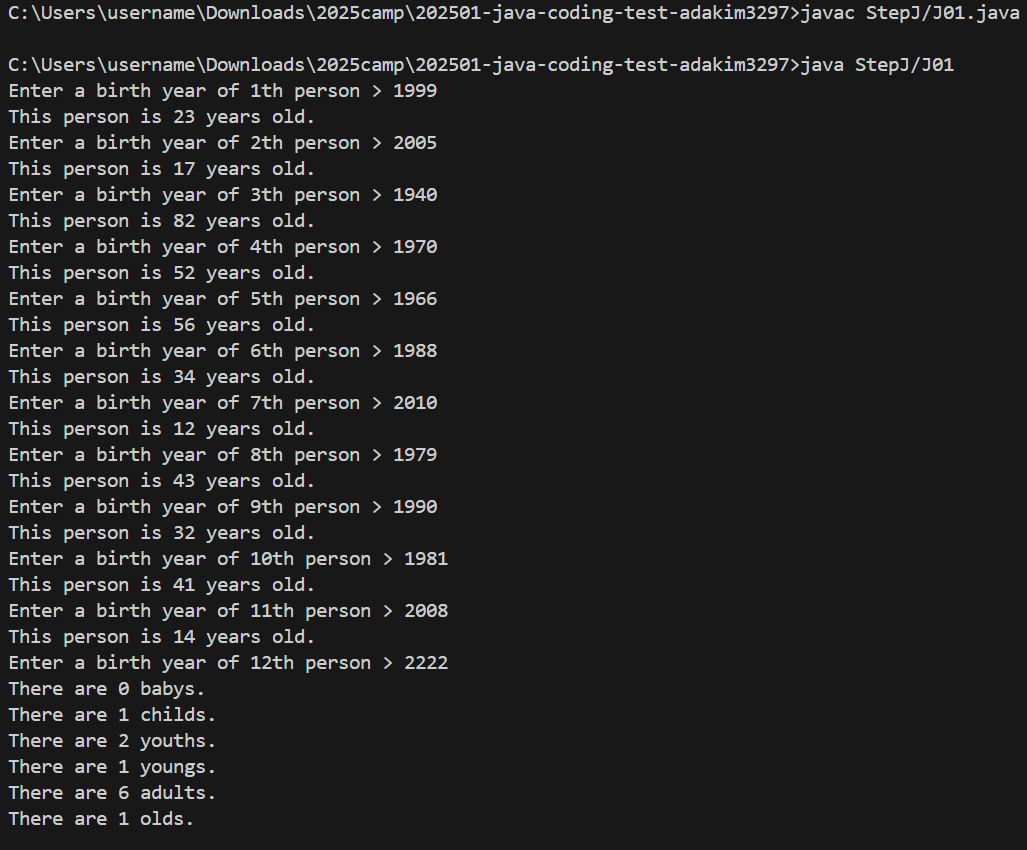 C:\Users\username\Downloads\2025camp\202501-java-coding-test-adakim3297>javac StepJ/J01.java
C:\Users\username\Downloads\2025camp\202501-java-coding-test-adakim3297>java StepJ/J01
Enter a birth year of 1th person > 1999
This person is 23 years old.
Enter a birth year of 2th person > 2005
This person is 17 years old.
Enter a birth year of 3th person > 1940
This person is 82 years old.
Enter a birth year of 4th person > 1970
This person is 52 years old.
Enter a birth year of 5th person > 1966
This person is 56 years old.
Enter a birth year of 6th person > 1988
This person is 34 years old.
Enter a birth year of 7th person > 2010
This person is 12 years old.
Enter a birth year of 8th person > 1979
This person is 43 years old.
Enter a birth year of 9th person > 1990
This person is 32 years old.
Enter a birth year of 10th person > 1981
This person is 41 years old.
Enter a birth year of 11th person > 2008
This person is 14 years old.
Enter a birth year of 12th person > 2222
There are 0 babys.
There are 1 childs.
There are 2 youths.
There are 1 youngs.
There are 6 adults.
There are 1 olds.